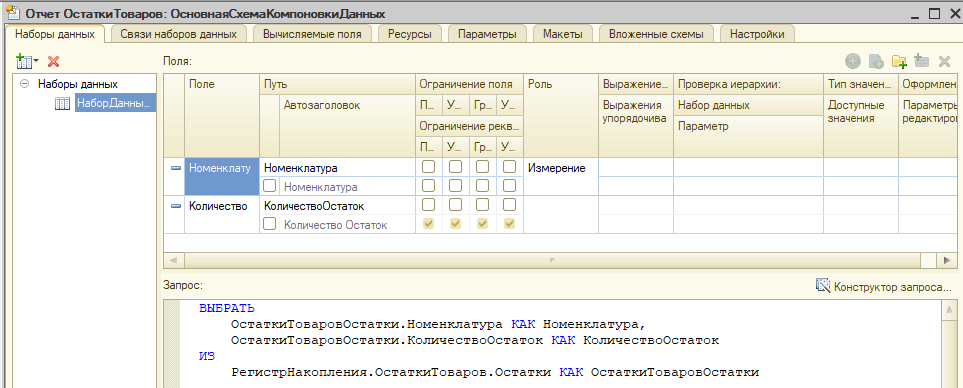 Отчет ОстаткиТоваров: ОсновнаяСхемаКомпоновкиДанных
Наборы данных Связи наборов данных Вычисляемые поля Ресурсы Параметры Макеты Вложенные схемы Настройки
Поля:
Наборы данных
НаборДанны...
Поле Путь Ограничение поля Роль Выражение... Проверка иерархии: Тип значен... Оформлен
Автозаголовок П... У... Гр... У... Выражения упорядочива Набор данных Доступные значения Параметры редактиров
Ограничение рекв...
П... У... Гр... У... Параметр
Номенклату Номенклатура Измерение
Номенклатура
Количество КоличествоОстаток
Количество Остаток
Запрос: Конструктор запроса...
ВЫБРАТЬ
ОстаткиТоваровОстатки.Номенклатура КАК Номенклатура,
ОстаткиТоваровОстатки.КоличествоОстаток КАК КоличествоОстаток
ИЗ
РегистрНакопления.ОстаткиТоваров.Остатки КАК ОстаткиТоваровОстатки